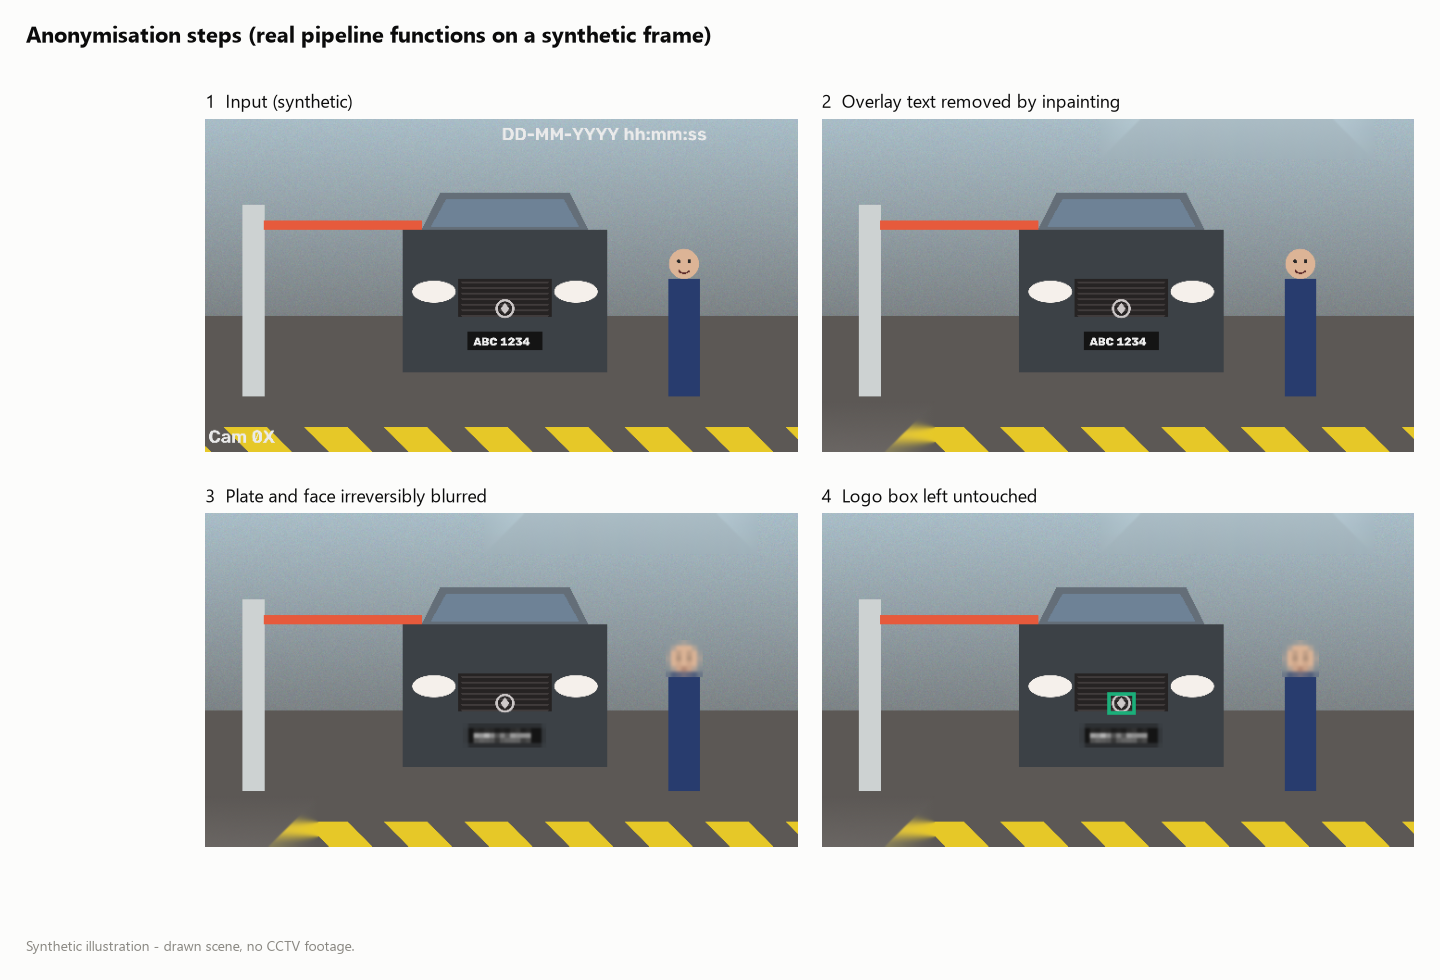 Anonymisation steps (real pipeline functions on a synthetic frame)
1 Input (synthetic)
2 Overlay text removed by inpainting
DD-MM-YYYY hh:mm:ss
ABC 1234
ABC 1234
Cam 0X
3 Plate and face irreversibly blurred
4 Logo box left untouched
Synthetic illustration - drawn scene, no CCTV footage.